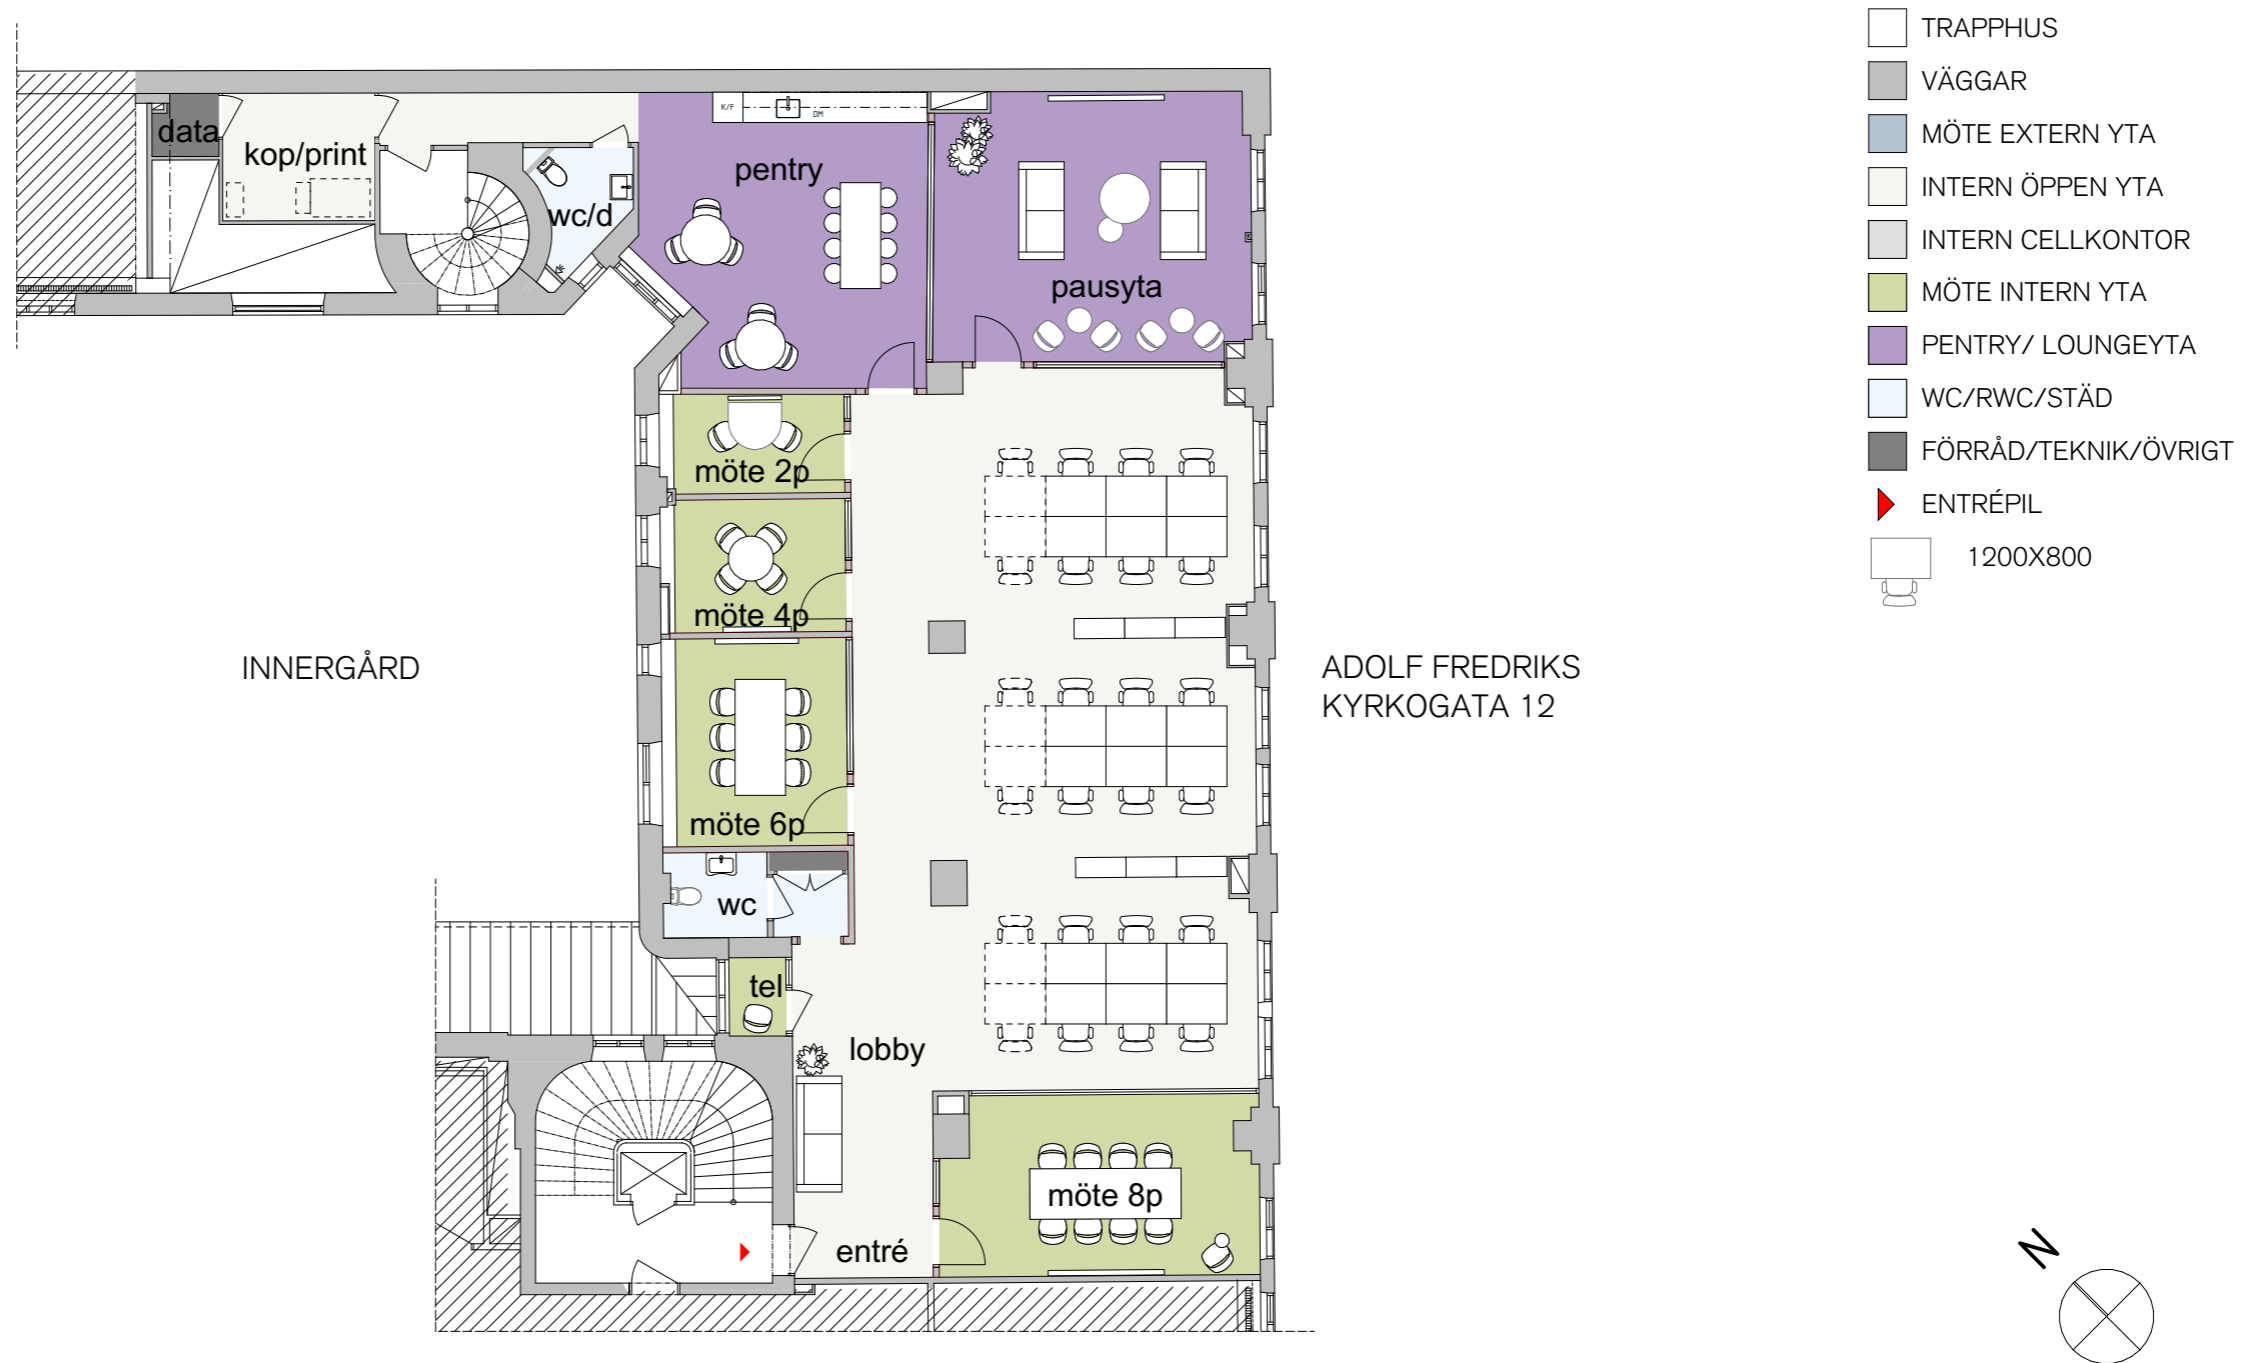 TRAPPHUS
VÄGGAR
MÖTE EXTERN YTA
INTERN ÖPPEN YTA
INTERN CELLKONTOR
MÖTE INTERN YTA
PENTRY/ LOUNGEYTA
WC/RWC/STÄD
FÖRRÅD/TEKNIK/ÖVRIGT
ENTRÉPIL
1200X800
data
kop/print
wc/d
K/F
DM
pentry
pausyta
möte 2p
möte 4p
möte 6p
INNERGÅRD
ADOLF FREDRIKS
KYRKOGATA 12
wc
tel
lobby
möte 8p
entré
N